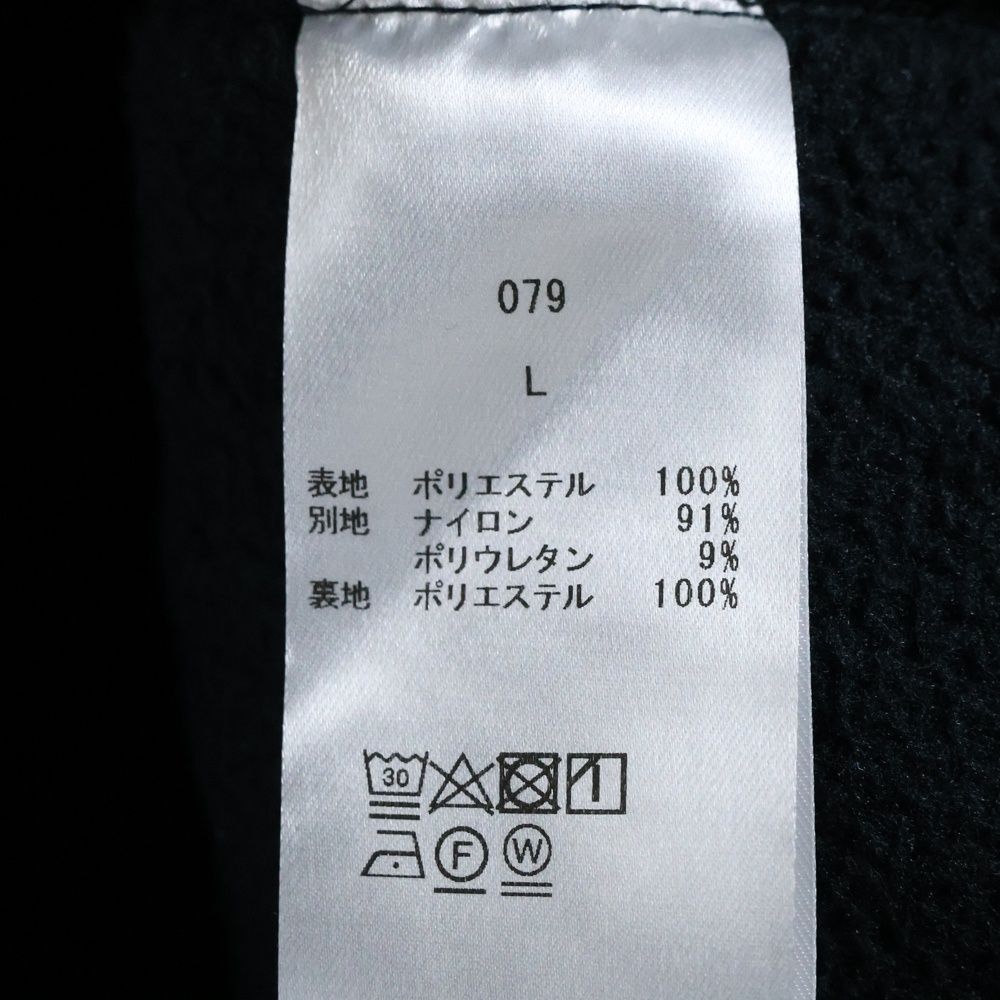 079
L
表地 ポリエステル 100%
別地 ナイロン 91%
ポリウレタン 9%
裏地 ポリエステル 100%
30
F W